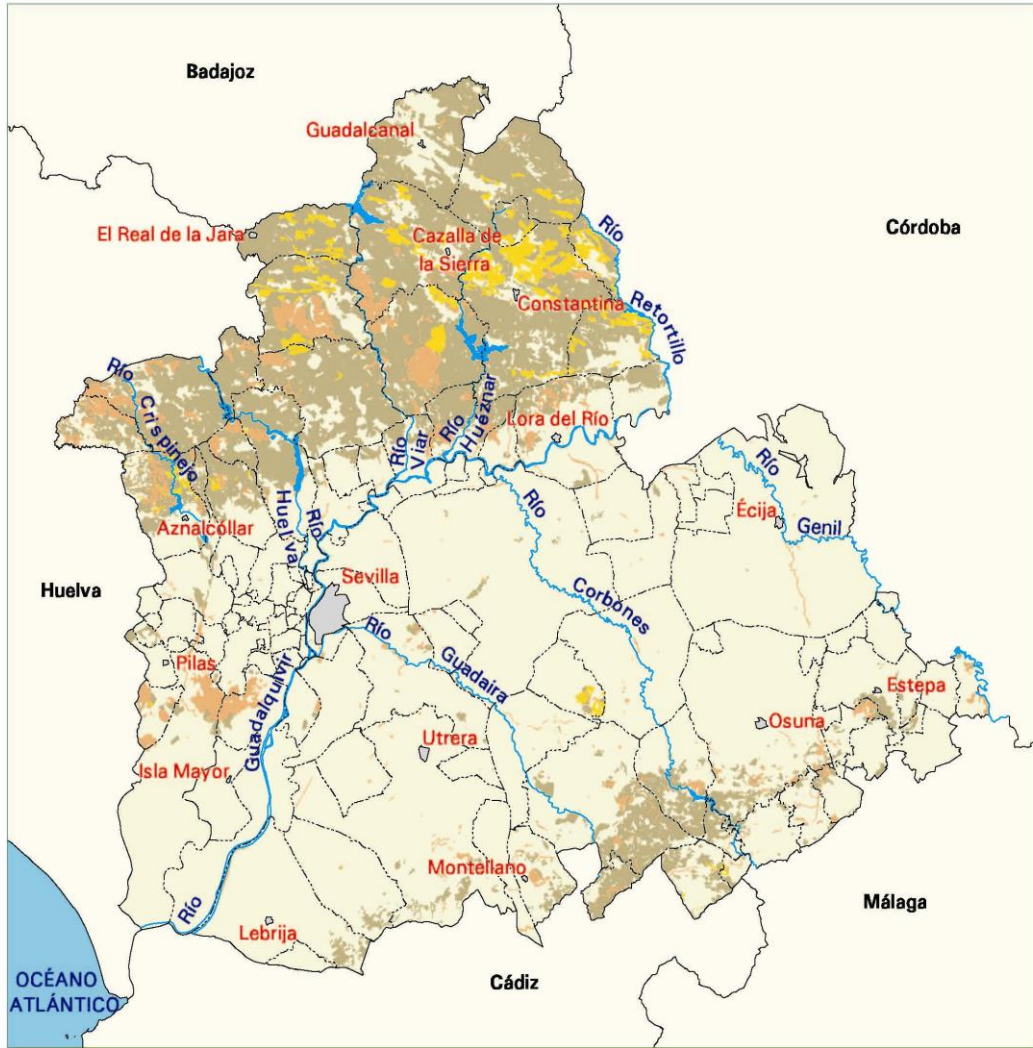 Badajoz
Guadalcanal
Córdoba
El Real de la Jara
Cazalla de
la Sierra
Constantina
Río
Retortillo
Río
Crispinejo
Lora del Río
Río
Viar
Río
Hueznar
Huelva
Río
Guadalquivir
Río
Río
Corbones
Río
Genil
Écija
Aznalcóllar
Sevilla
Huelva
Río
Guadaira
Pilas
Estepa
Osuna
Utrera
Isla Mayor
Montellano
Málaga
Lebrija
Cádiz
OCÉANO
ATLÁNTICO